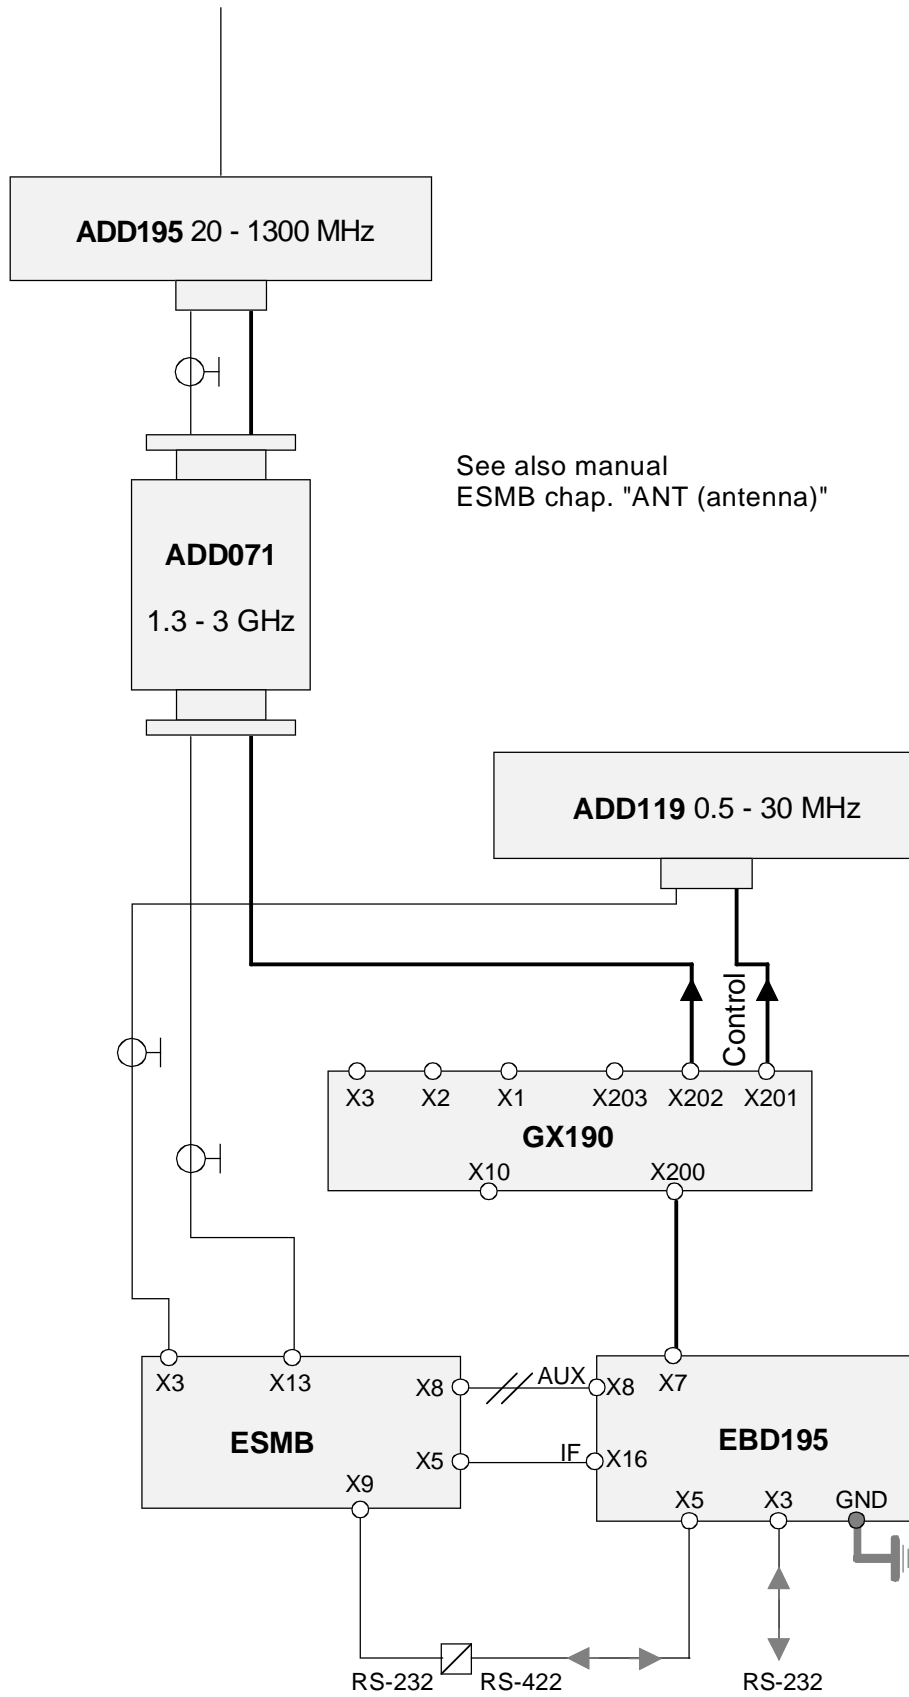 ADD195 20 - 1300 MHz
See also manual
ESMB chap. "ANT (antenna)"
ADD071
1.3 - 3 GHz
ADD119 0.5 - 30 MHz
Control
X3 X2 X1 X203 X202 X201
GX190
X10 X200
X3 X13 X8 AUX X8 X7
ESMB EBD195
X5 IF X16
X9 X5 X3 GND
RS-232 RS-422 RS-232